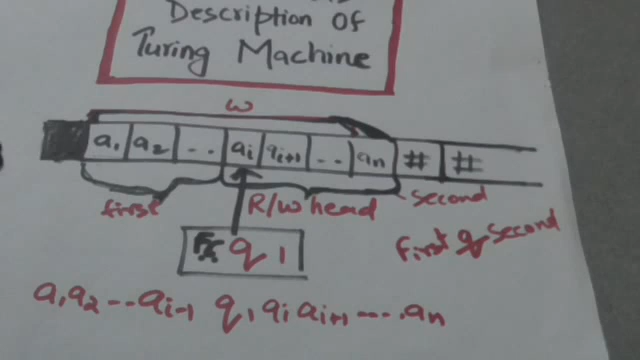 Description Of
Turing Machine
w
a1 a2 .. ai ai+1 .. an # #
first R/W head second
q1 first q second
a1a2--ai-1 q1 ai ai+1 ---- an